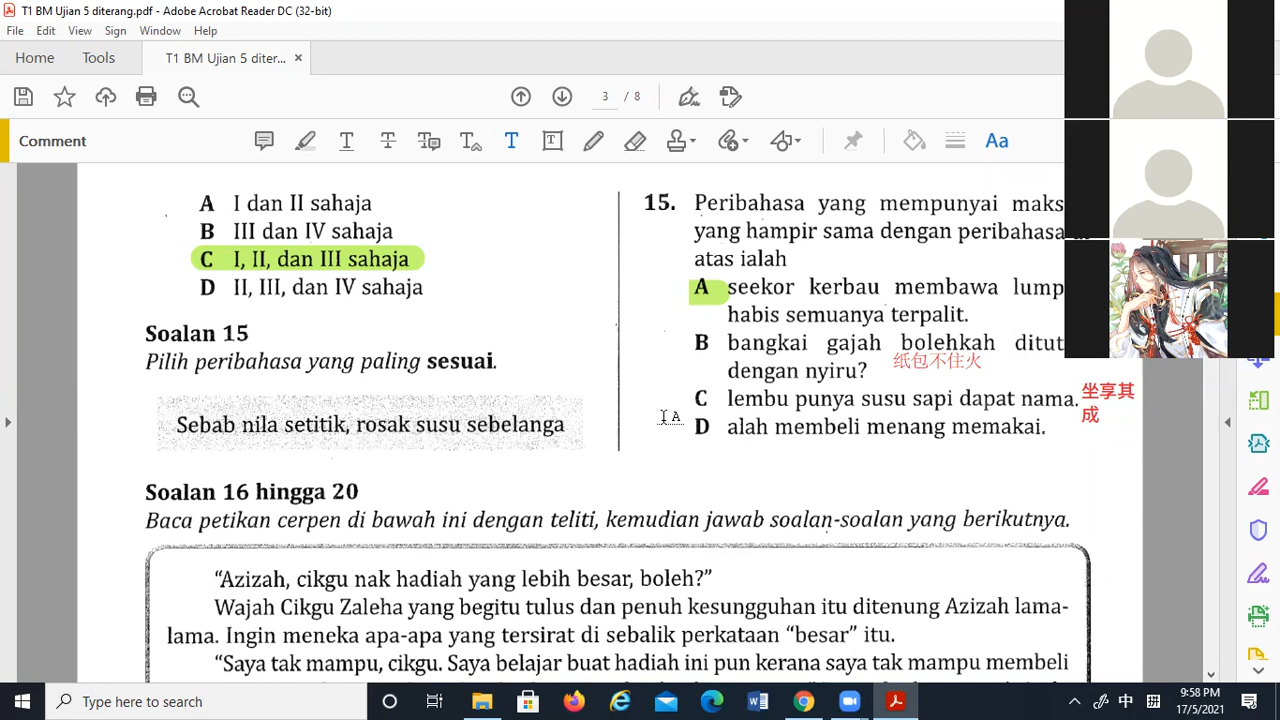 T1 BM Ujian 5 diterang.pdf - Adobe Acrobat Reader DC (32-bit)
File Edit View Sign Window Help
Home Tools T1 BM Ujian 5 diter... ×
3 / 8
Comment
A I dan II sahaja
B III dan IV sahaja
C I, II, dan III sahaja
D II, III, dan IV sahaja
Soalan 15
Pilih peribahasa yang paling sesuai.
Sebab nila setitik, rosak susu sebelanga
15. Peribahasa yang mempunyai maks
yang hampir sama dengan peribahasa
atas ialah
A seekor kerbau membawa lump
habis semuanya terpalit.
B bangkai gajah bolehkah ditut
dengan nyiru?
纸包不住火
C lembu punya susu sapi dapat nama.
坐享其
成
D alah membeli menang memakai.
Soalan 16 hingga 20
Baca petikan cerpen di bawah ini dengan teliti, kemudian jawab soalan-soalan yang berikutnya.
“Azizah, cikgu nak hadiah yang lebih besar, boleh?”
Wajah Cikgu Zaleha yang begitu tulus dan penuh kesungguhan itu ditenung Azizah lama-
lama. Ingin meneka apa-apa yang tersirat di sebalik perkataan “besar” itu.
“Saya tak mampu, cikgu. Saya belajar buat hadiah ini pun kerana saya tak mampu membeli
Type here to search
中
拼
9:58 PM
17/5/2021